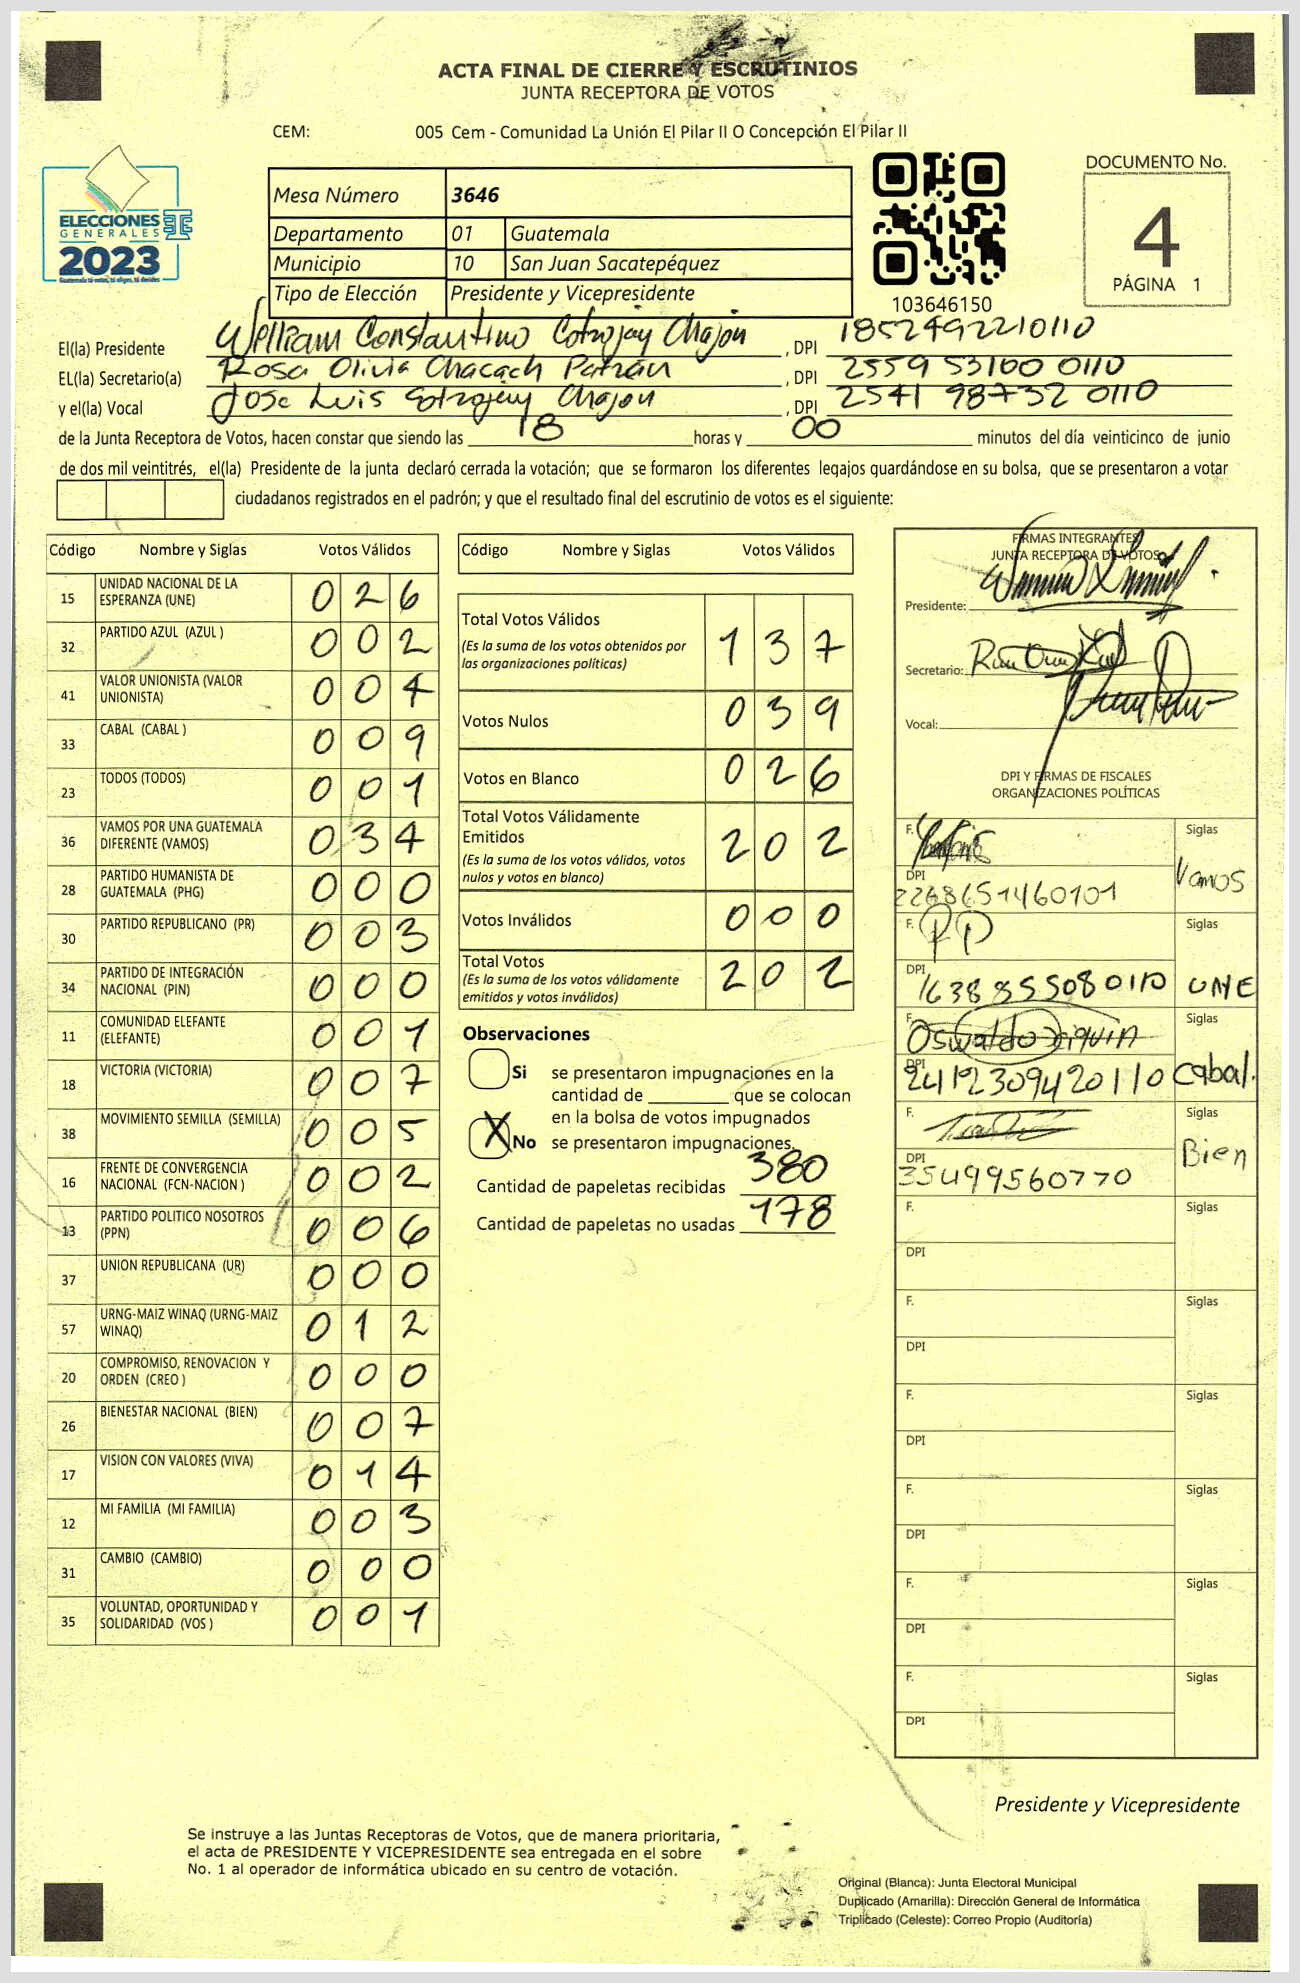 ACTA FINAL DE CIERRE Y ESCRUTINIOS
JUNTA RECEPTORA DE VOTOS
CEM: 005 Cem - Comunidad La Unión El Pilar II O Concepción El Pilar II
ELECCIONES
GENERALES
2023
Guatemala tú votas, tú eliges, tú decides
Mesa Número 3646
Departamento 01 Guatemala
Municipio 10 San Juan Sacatepéquez
Tipo de Elección Presidente y Vicepresidente
103646150
DOCUMENTO No.
4
PÁGINA 1
El(la) Presidente Constantino Cotzojay Chajón , DPI 1852492210110
EL(la) Secretario(a) Rosa Olivia Chacach Patzán , DPI 2559 53100 0110
y el(la) Vocal Jose Luis Cotzojay Chajon , DPI 2541 98732 0110
de la Junta Receptora de Votos, hacen constar que siendo las 18 horas y 00 minutos del día veinticinco de junio
de dos mil veintitrés, el(la) Presidente de la junta declaró cerrada la votación; que se formaron los diferentes legajos guardándose en su bolsa, que se presentaron a votar
ciudadanos registrados en el padrón; y que el resultado final del escrutinio de votos es el siguiente:
Código Nombre y Siglas Votos Válidos
15 UNIDAD NACIONAL DE LA ESPERANZA (UNE) 0 2 6
32 PARTIDO AZUL (AZUL ) 0 0 2
41 VALOR UNIONISTA (VALOR UNIONISTA) 0 0 4
33 CABAL (CABAL ) 0 0 9
23 TODOS (TODOS) 0 0 1
36 VAMOS POR UNA GUATEMALA DIFERENTE (VAMOS) 0 3 4
28 PARTIDO HUMANISTA DE GUATEMALA (PHG) 0 0 0
30 PARTIDO REPUBLICANO (PR) 0 0 3
34 PARTIDO DE INTEGRACIÓN NACIONAL (PIN) 0 0 0
11 COMUNIDAD ELEFANTE (ELEFANTE) 0 0 1
18 VICTORIA (VICTORIA) 0 0 7
38 MOVIMIENTO SEMILLA (SEMILLA) 0 0 5
16 FRENTE DE CONVERGENCIA NACIONAL (FCN-NACION ) 0 0 2
13 PARTIDO POLITICO NOSOTROS (PPN) 0 0 6
37 UNION REPUBLICANA (UR) 0 0 0
57 URNG-MAIZ WINAQ (URNG-MAIZ WINAQ) 0 1 2
20 COMPROMISO, RENOVACION Y ORDEN (CREO ) 0 0 0
26 BIENESTAR NACIONAL (BIEN) 0 0 7
17 VISION CON VALORES (VIVA) 0 1 4
12 MI FAMILIA (MI FAMILIA) 0 0 3
31 CAMBIO (CAMBIO) 0 0 0
35 VOLUNTAD, OPORTUNIDAD Y SOLIDARIDAD (VOS ) 0 0 1
Código Nombre y Siglas Votos Válidos
Total Votos Válidos 1 3 7
(Es la suma de los votos obtenidos por
las organizaciones políticas)
Votos Nulos 0 3 9
Votos en Blanco 0 2 6
Total Votos Válidamente
Emitidos 2 0 2
(Es la suma de los votos válidos, votos
nulos y votos en blanco)
Votos Inválidos 0 0 0
Total Votos 2 0 2
(Es la suma de los votos válidamente
emitidos y votos inválidos)
Observaciones
Si se presentaron impugnaciones en la
cantidad de ________ que se colocan
en la bolsa de votos impugnados
X No se presentaron impugnaciones.
Cantidad de papeletas recibidas 380
Cantidad de papeletas no usadas 178
FIRMAS INTEGRANTES
JUNTA RECEPTORA DE VOTOS
Presidente:
Secretario:
Vocal:
DPI Y FIRMAS DE FISCALES
ORGANIZACIONES POLÍTICAS
F. Siglas
DPI Vamos
2268651460101
F. Siglas
DPI 1638 85508 0110 UNE
F. Oswaldo Siglas
DPI 2412309420110 Cabal.
F. Siglas
DPI Bien
35499560770
F. Siglas
DPI
F. Siglas
DPI
F. Siglas
DPI
F. Siglas
DPI
F. Siglas
DPI
F. Siglas
DPI
Presidente y Vicepresidente
Se instruye a las Juntas Receptoras de Votos, que de manera prioritaria,
el acta de PRESIDENTE Y VICEPRESIDENTE sea entregada en el sobre
No. 1 al operador de informática ubicado en su centro de votación.
Original (Blanca): Junta Electoral Municipal
Duplicado (Amarilla): Dirección General de Informática
Triplicado (Celeste): Correo Propio (Auditoría)